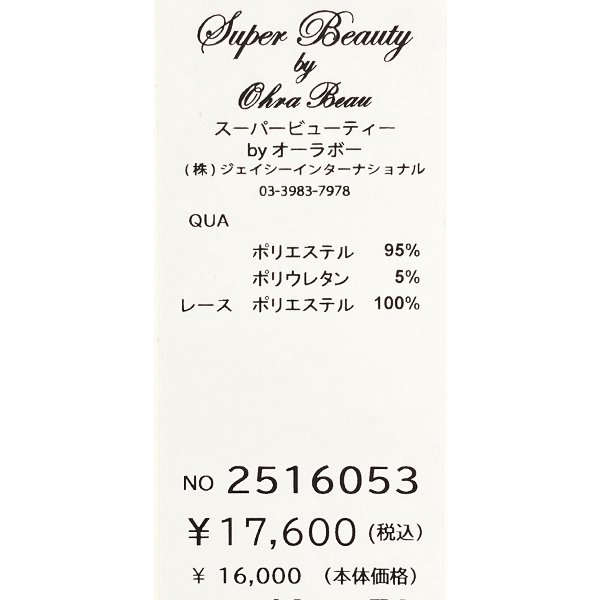 Super Beauty
by
Ohra Beau
スーパービューティー
by オーラボー
(株)ジェイシーインターナショナル
03-3983-7978
QUA
ポリエステル 95%
ポリウレタン 5%
レース ポリエステル 100%
NO 2516053
¥17,600(税込)
¥ 16,000 (本体価格)